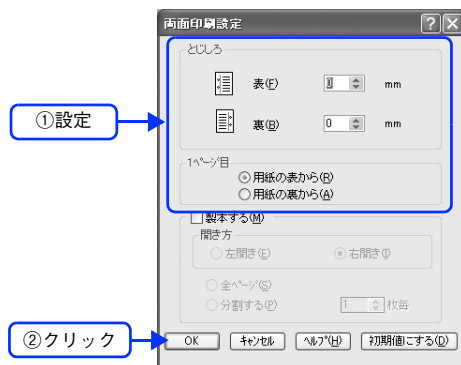 両面印刷設定
とじしろ
表(F) 0 mm
①設定
裏(B) 0 mm
1ページ目
用紙の表から(R)
用紙の裏から(A)
製本する(M)
開き方
左開き(E) 右開き(I)
全ページ(S)
分割する(P) 1 枚毎
②クリック
OK キャンセル ヘルプ(H) 初期値にする(D)